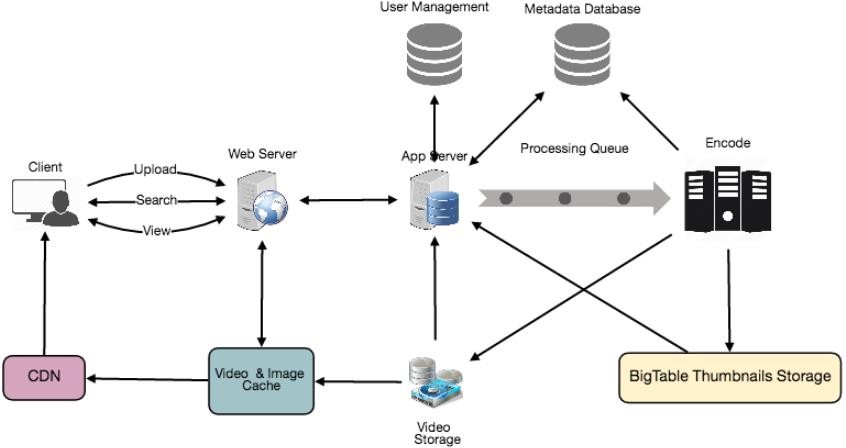 User Management
Metadata Database
Client
Upload
Search
View
Web Server
App Server
Processing Queue
Encode
CDN
Video & Image
Cache
Video
Storage
BigTable Thumbnails Storage